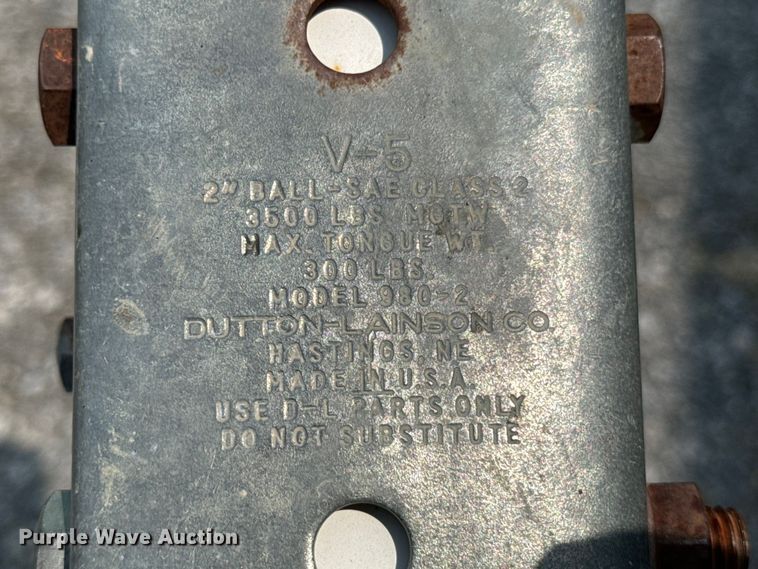 V-5
2" BALL-SAE CLASS 2
3500 LBS. MGTW
MAX. TONGUE WT.
300 LBS.
MODEL 980-2
DUTTON-LAINSON CO.
HASTINGS, NE
MADE IN U.S.A.
USE D-L PARTS ONLY
DO NOT SUBSTITUTE
Purple Wave Auction